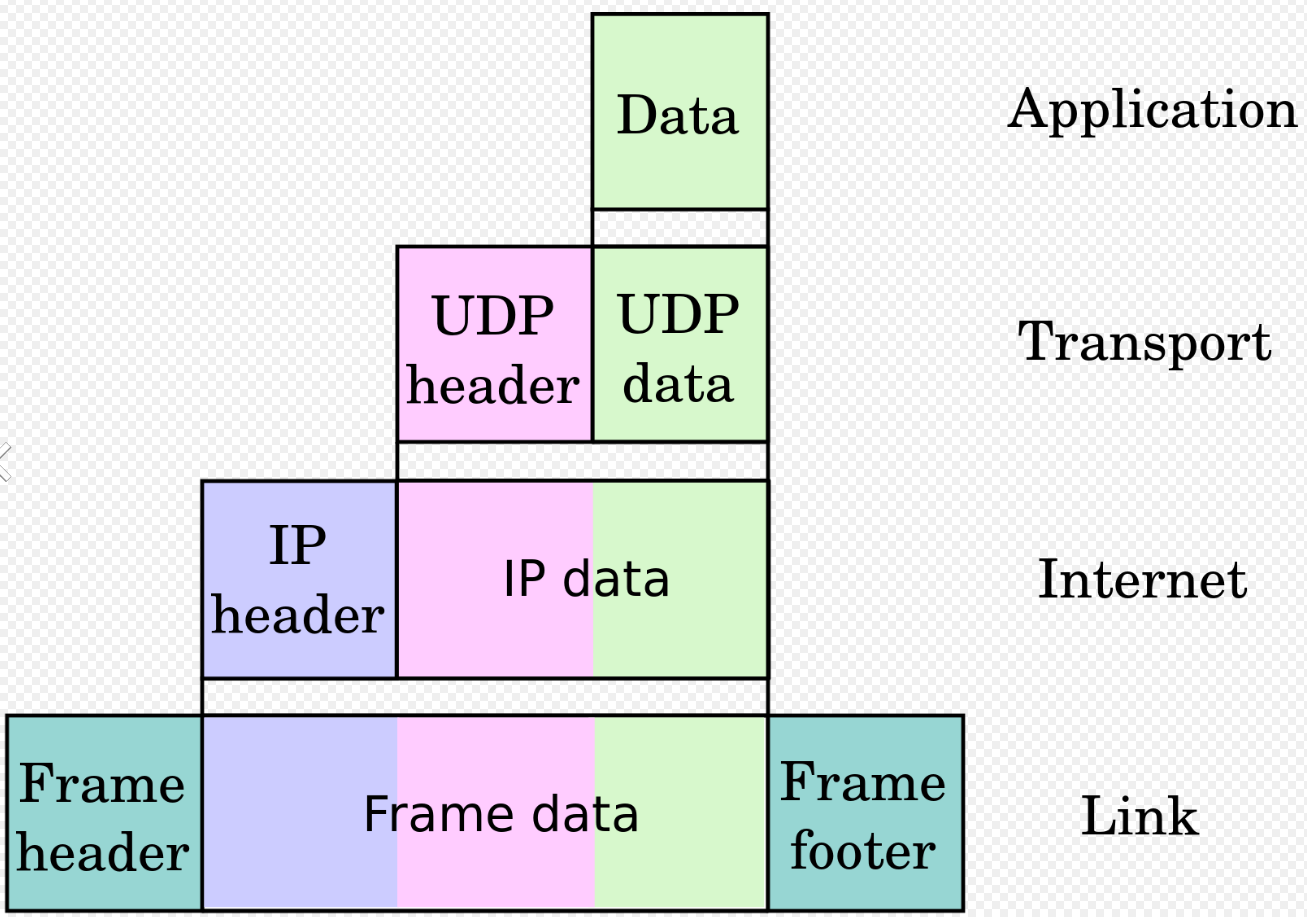 Data
Application
UDP
header
UDP
data
Transport
IP
header
IP data
Internet
Frame
header
Frame data
Frame
footer
Link